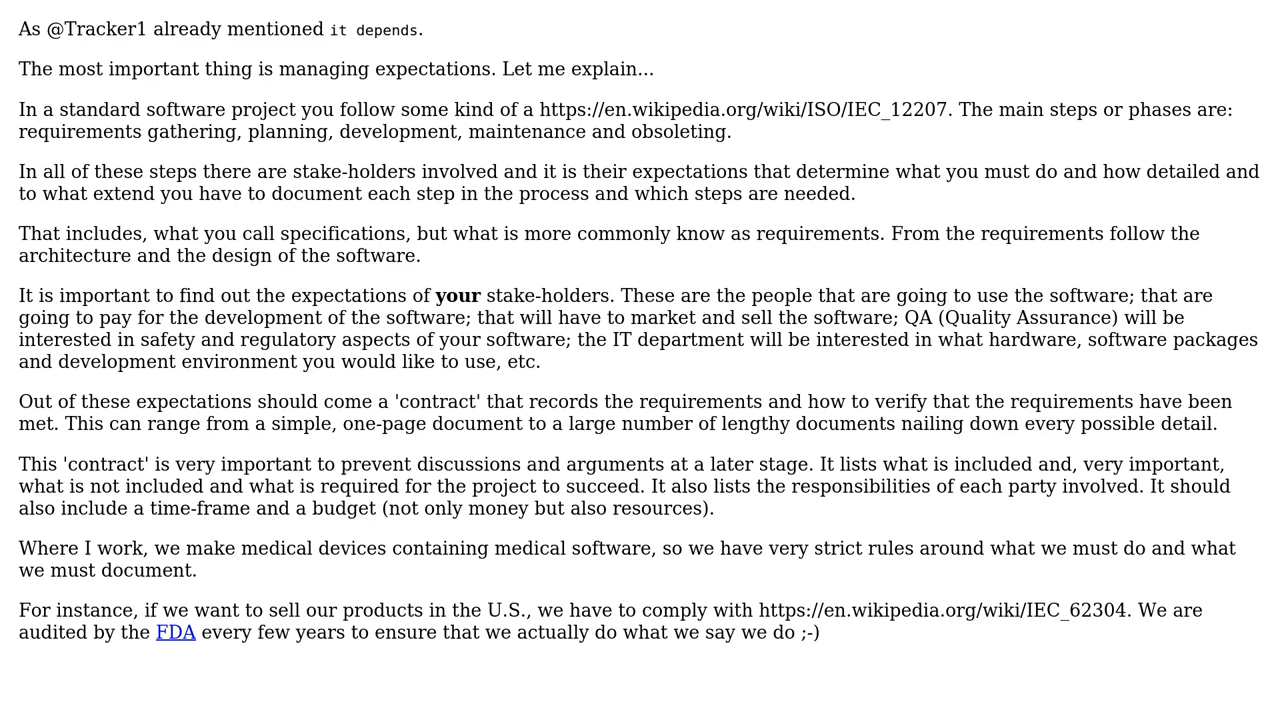 As @Tracker1 already mentioned it depends.
The most important thing is managing expectations. Let me explain...
In a standard software project you follow some kind of a https://en.wikipedia.org/wiki/ISO/IEC_12207. The main steps or phases are:
requirements gathering, planning, development, maintenance and obsoleting.
In all of these steps there are stake-holders involved and it is their expectations that determine what you must do and how detailed and
to what extend you have to document each step in the process and which steps are needed.
That includes, what you call specifications, but what is more commonly know as requirements. From the requirements follow the
architecture and the design of the software.
It is important to find out the expectations of your stake-holders. These are the people that are going to use the software; that are
going to pay for the development of the software; that will have to market and sell the software; QA (Quality Assurance) will be
interested in safety and regulatory aspects of your software; the IT department will be interested in what hardware, software packages
and development environment you would like to use, etc.
Out of these expectations should come a 'contract' that records the requirements and how to verify that the requirements have been
met. This can range from a simple, one-page document to a large number of lengthy documents nailing down every possible detail.
This 'contract' is very important to prevent discussions and arguments at a later stage. It lists what is included and, very important,
what is not included and what is required for the project to succeed. It also lists the responsibilities of each party involved. It should
also include a time-frame and a budget (not only money but also resources).
Where I work, we make medical devices containing medical software, so we have very strict rules around what we must do and what
we must document.
For instance, if we want to sell our products in the U.S., we have to comply with https://en.wikipedia.org/wiki/IEC_62304. We are
audited by the FDA every few years to ensure that we actually do what we say we do ;-)